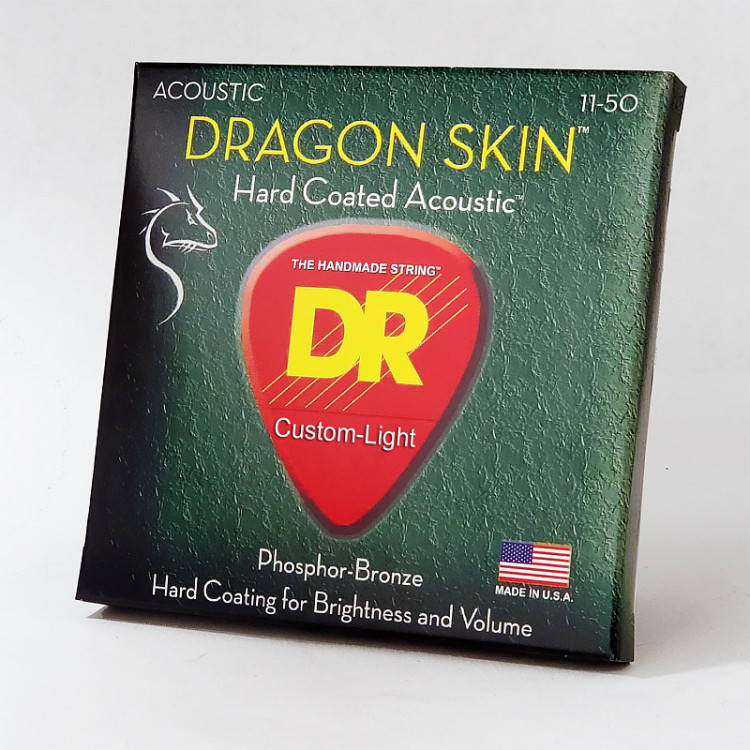 ACOUSTIC
11-50
DRAGON SKIN™
Hard Coated Acoustic™
THE HANDMADE STRING™
DR
Custom-Light
Phosphor-Bronze
MADE IN U.S.A.
Hard Coating for Brightness and Volume